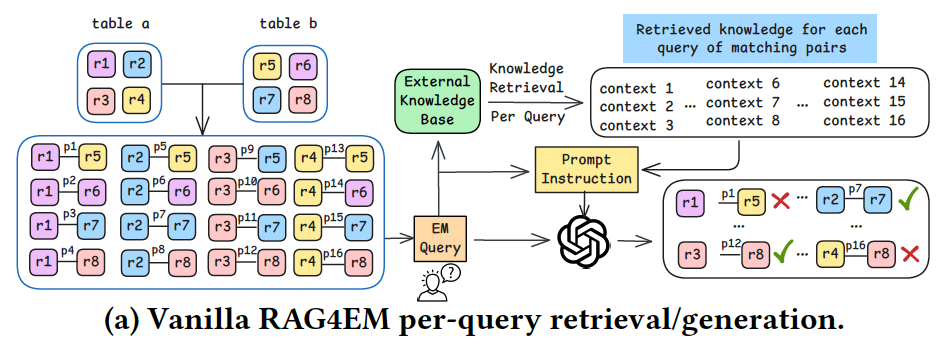 table a
table b
r1 r2
r3 r4
r5 r6
r7 r8
r1 p1 r5 r2 p5 r5 r3 p9 r5 r4 p13 r5
r1 p2 r6 r2 p6 r6 r3 p10 r6 r4 p14 r6
r1 p3 r7 r2 p7 r7 r3 p11 r7 r4 p15 r7
r1 p4 r8 r2 p8 r8 r3 p12 r8 r4 p16 r8
EM
Query
?
External
Knowledge
Base
Knowledge
Retrieval
Per Query
Retrieved knowledge for each
query of matching pairs
context 1 context 6 context 14
context 2 ... context 7 ... context 15
context 3 context 8 context 16
Prompt
Instruction
r1 p1 r5 ... r2 p7 r7
... ...
r3 p12 r8 ... r4 p16 r8
(a) Vanilla RAG4EM per-query retrieval/generation.